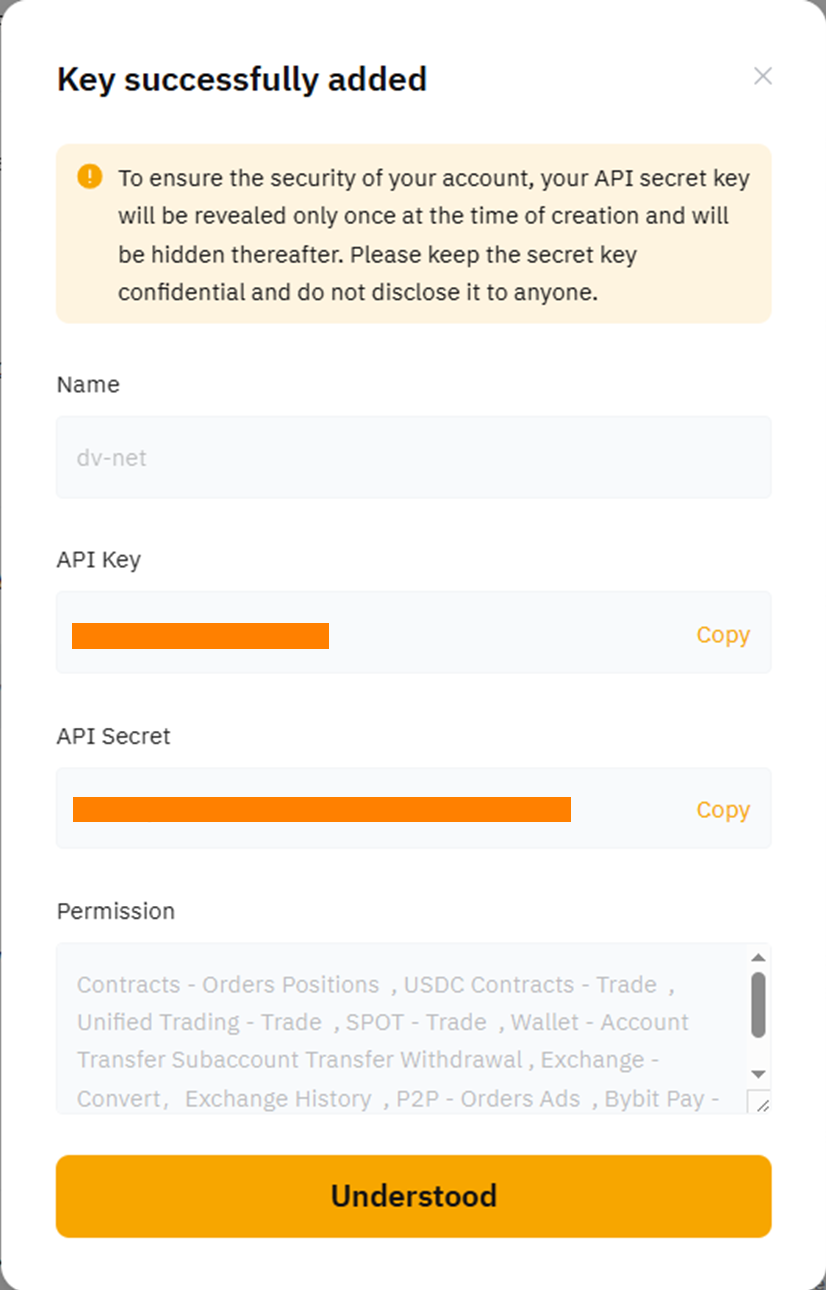 Key successfully added
To ensure the security of your account, your API secret key
will be revealed only once at the time of creation and will
be hidden thereafter. Please keep the secret key
confidential and do not disclose it to anyone.
Name
dv-net
API Key
Copy
API Secret
Copy
Permission
Contracts - Orders Positions , USDC Contracts - Trade ,
Unified Trading - Trade , SPOT - Trade , Wallet - Account
Transfer Subaccount Transfer Withdrawal , Exchange -
Convert, Exchange History , P2P - Orders Ads , Bybit Pay -
Understood